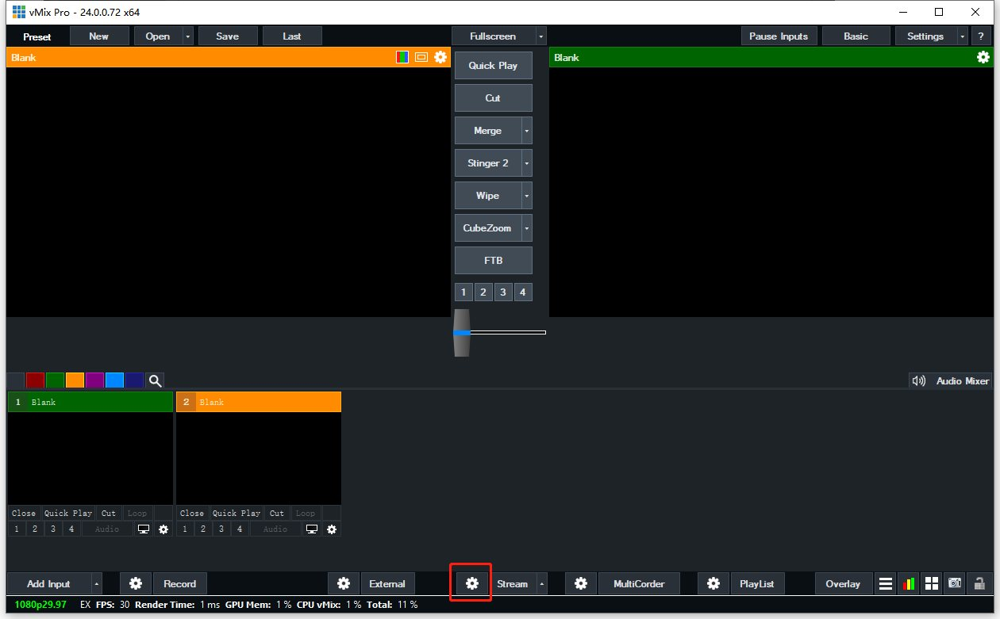 vMix Pro - 24.0.0.72 x64
Preset New Open Save Last Fullscreen Pause Inputs Basic Settings ?
Blank Blank
Quick Play
Cut
Merge
Stinger 2
Wipe
CubeZoom
FTB
1 2 3 4
Audio Mixer
1 Blank 2 Blank
Close Quick Play Cut Loop Close Quick Play Cut Loop
1 2 3 4 Audio 1 2 3 4 Audio
Add Input Record External Stream MultiCorder PlayList Overlay
1080p29.97 EX FPS: 30 Render Time: 1 ms GPU Mem: 1 % CPU vMix: 1 % Total: 11 %